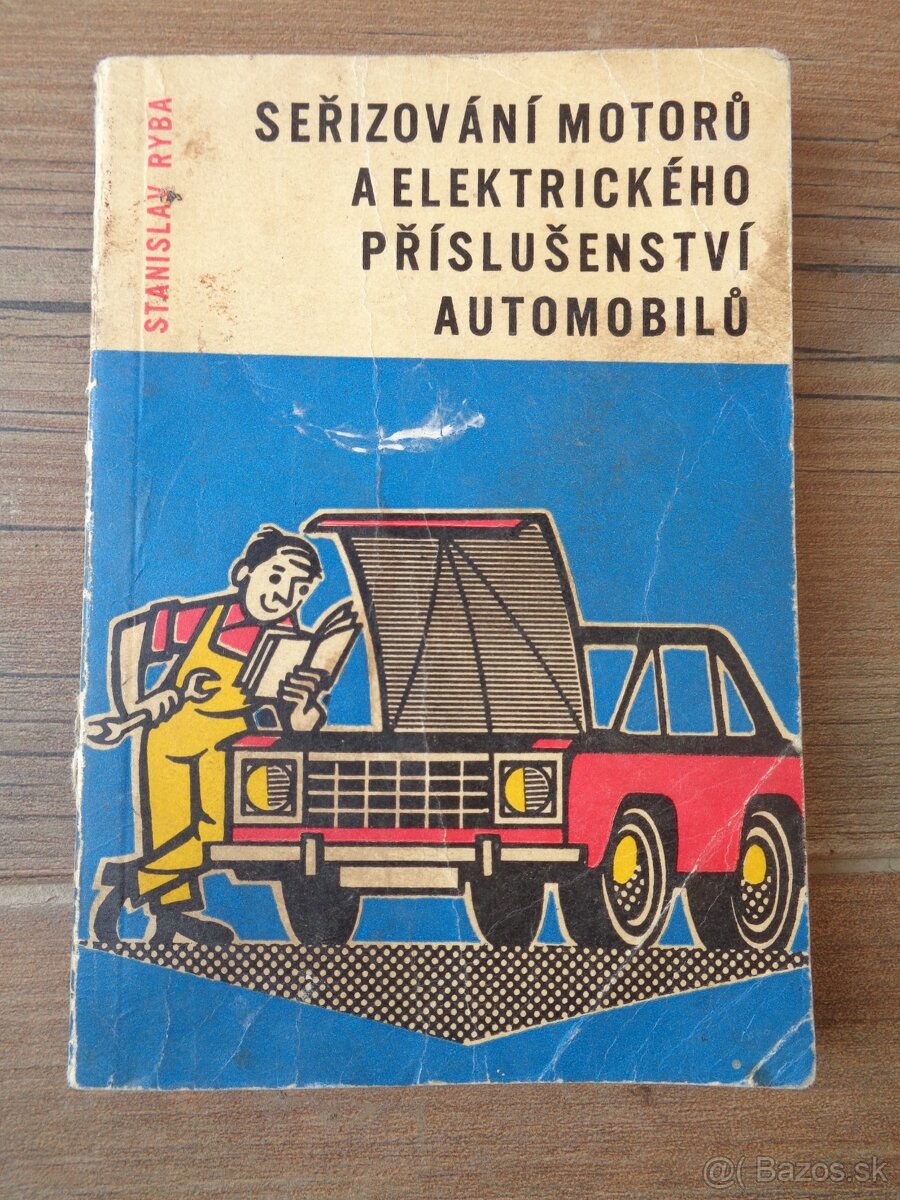 STANISLAV RYBA
SEŘIZOVÁNÍ MOTORŮ
A ELEKTRICKÉHO
PŘÍSLUŠENSTVÍ
AUTOMOBILŮ
@( Bazos.sk